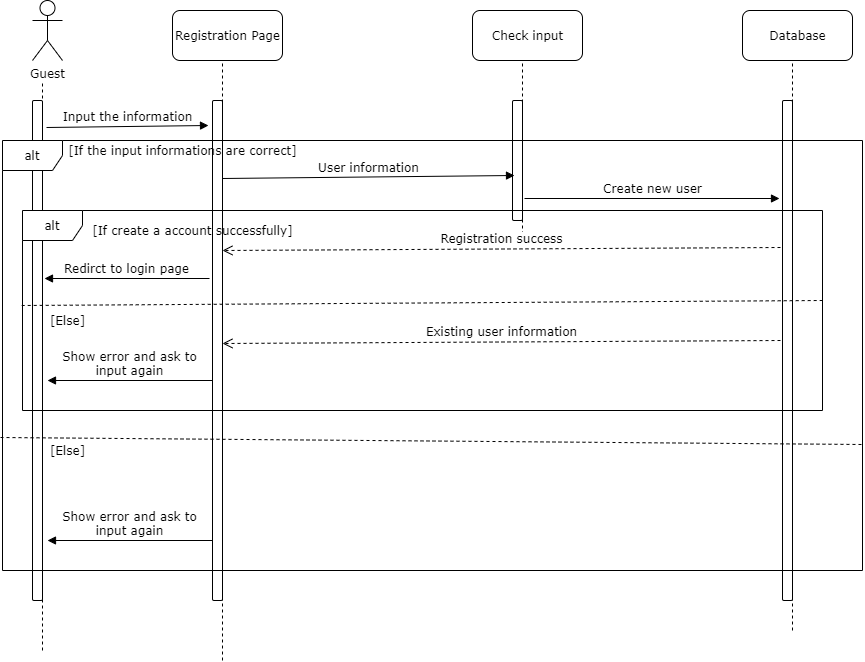 Registration Page
Check input
Database
Guest
Input the information
alt
[If the input informations are correct]
User information
Create new user
alt
[If create a account successfully]
Registration success
Redirct to login page
[Else]
Existing user information
Show error and ask to
input again
[Else]
Show error and ask to
input again